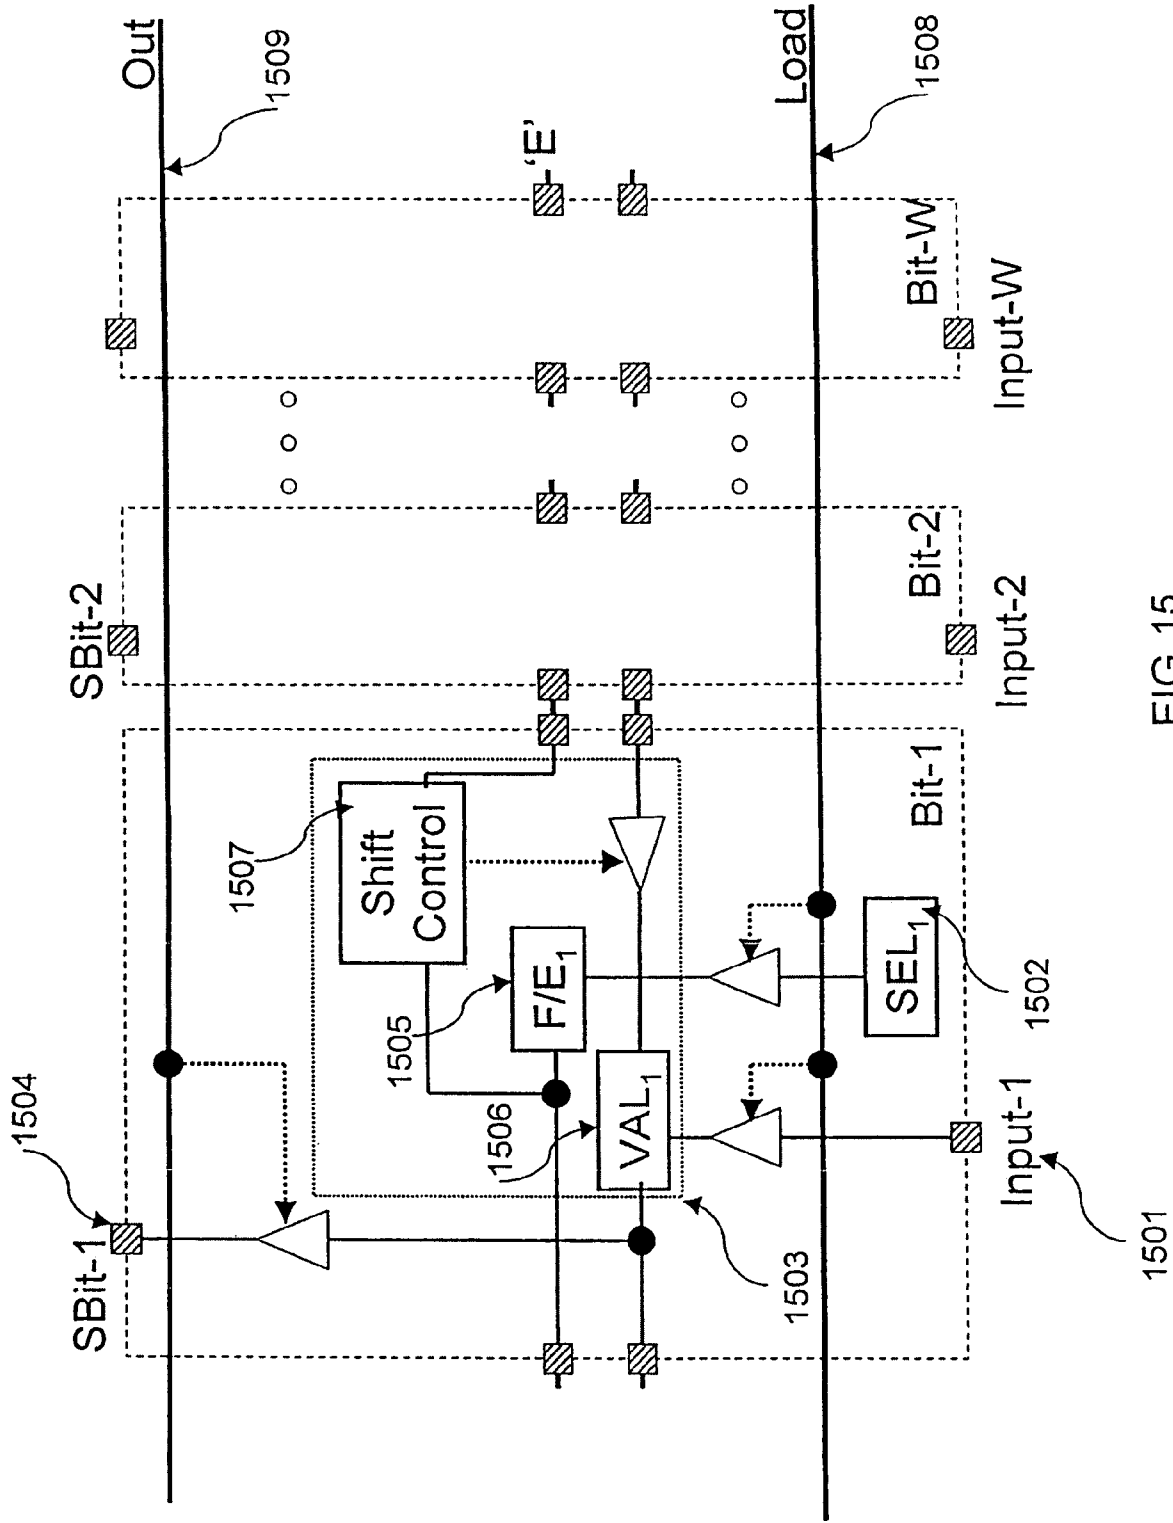 Out
1509
SBit-1
1504
SBit-2
1507
Shift
Control
'E'
1505
F/E1
1506
VAL1
1503
Load
1508
SEL1
1502
Bit-1
Bit-2
Bit-W
Input-1
1501
Input-2
Input-W
FIG. 15